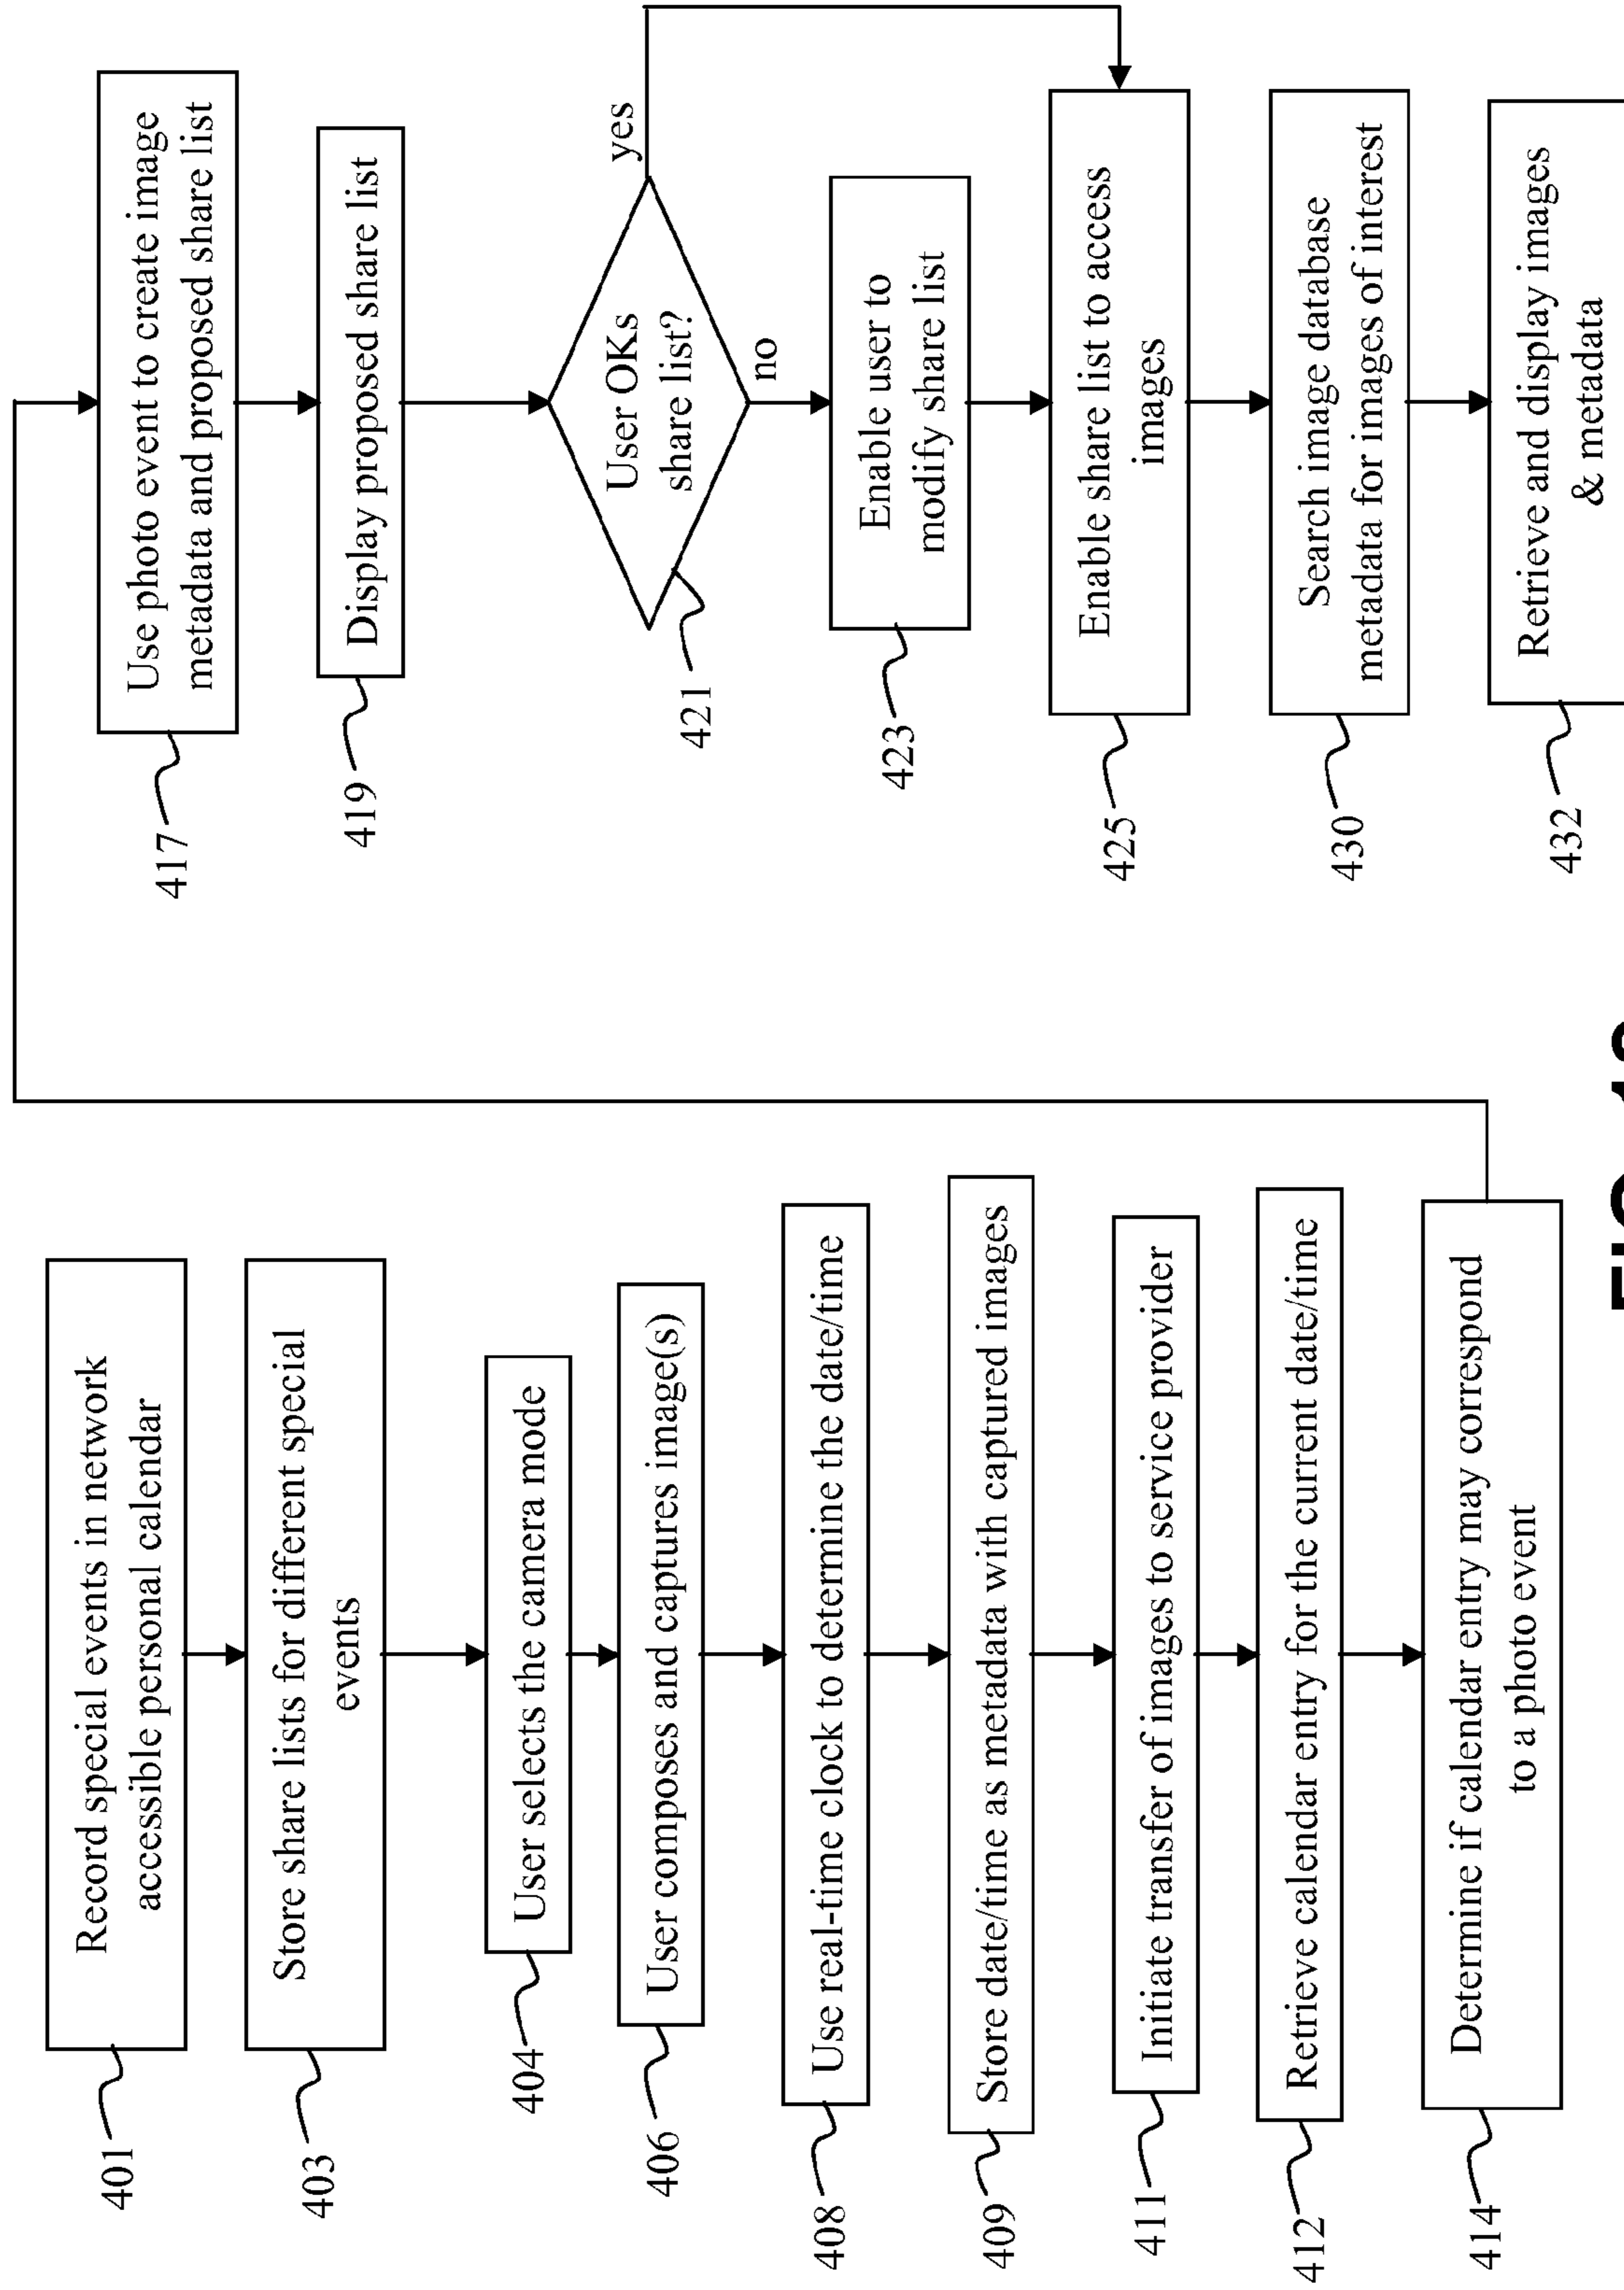 401
Record special events in network
accessible personal calendar
403
Store share lists for different special
events
404
User selects the camera mode
406
User composes and captures image(s)
408
Use real-time clock to determine the date/time
409
Store date/time as metadata with captured images
411
Initiate transfer of images to service provider
412
Retrieve calendar entry for the current date/time
414
Determine if calendar entry may correspond
to a photo event
417
Use photo event to create image
metadata and proposed share list
419
Display proposed share list
421
User OKs
share list?
yes
no
423
Enable user to
modify share list
425
Enable share list to access
images
430
Search image database
metadata for images of interest
432
Retrieve and display images
& metadata